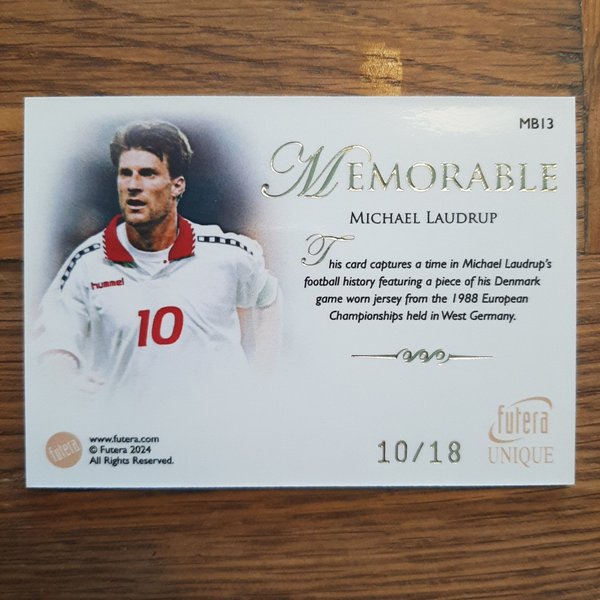 MB13
MEMORABLE
MICHAEL LAUDRUP
This card captures a time in Michael Laudrup's
football history featuring a piece of his Denmark
game worn jersey from the 1988 European
Championships held in West Germany.
hummel
10
futera
www.futera.com
© Futera 2024
All Rights Reserved.
10/18
futera
UNIQUE